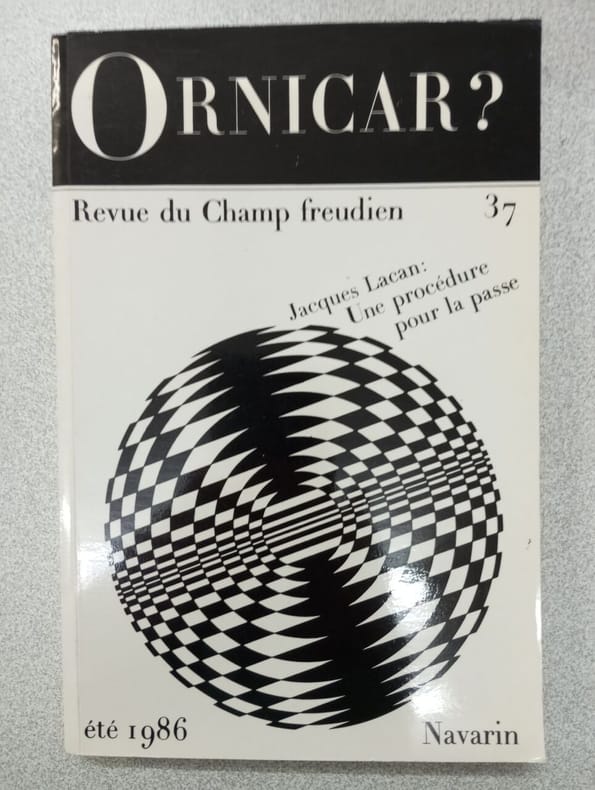 ORNICAR?
Revue du Champ freudien 37
Jacques Lacan:
Une procédure
pour la passe
été 1986 Navarin